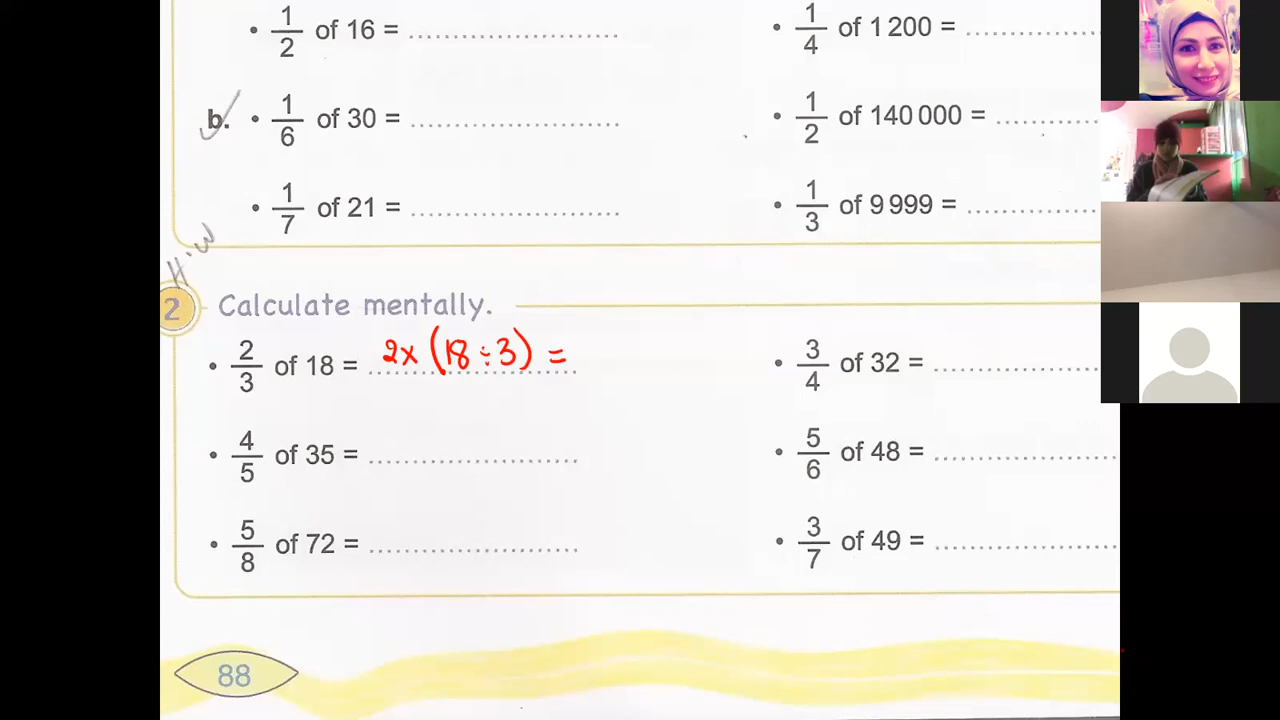 • 1/2 of 16 = ........................
• 1/4 of 1 200 = ...............
b. • 1/6 of 30 = ........................
• 1/2 of 140 000 = ............
• 1/7 of 21 = ........................
• 1/3 of 9 999 = ...............
H.W
2 Calculate mentally.
• 2/3 of 18 = 2x (18 ÷ 3) =
• 3/4 of 32 = ...................
• 4/5 of 35 = ........................
• 5/6 of 48 = .....................
• 5/8 of 72 = ........................
• 3/7 of 49 = .....................
88